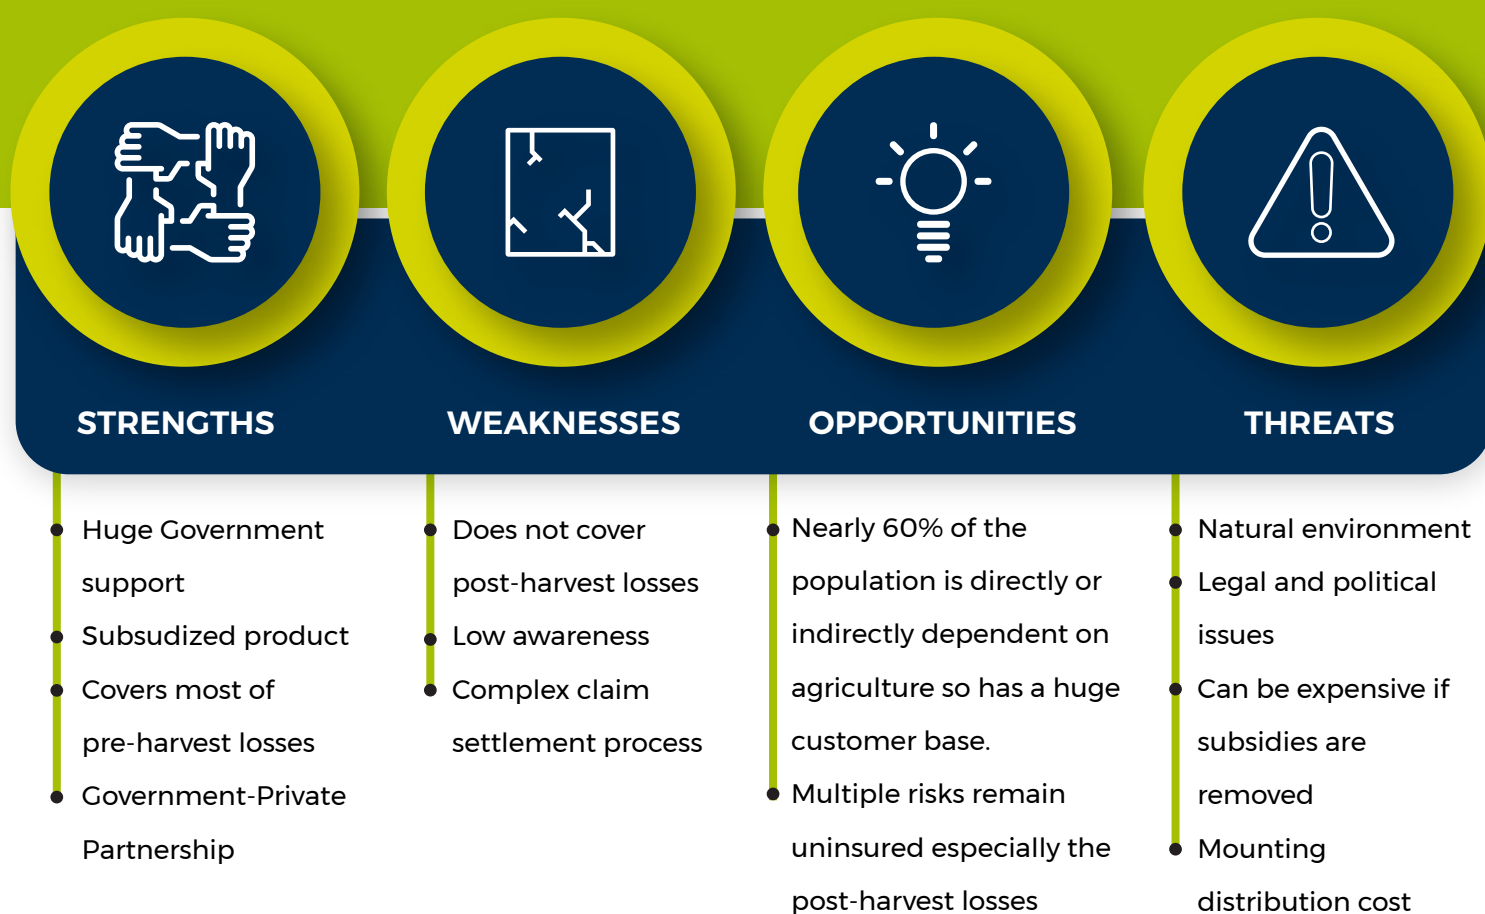 STRENGTHS
WEAKNESSES
OPPORTUNITIES
THREATS
Huge Government
support
Subsudized product
Covers most of
pre-harvest losses
Government-Private
Partnership
Does not cover
post-harvest losses
Low awareness
Complex claim
settlement process
Nearly 60% of the
population is directly or
indirectly dependent on
agriculture so has a huge
customer base.
Multiple risks remain
uninsured especially the
post-harvest losses
Natural environment
Legal and political
issues
Can be expensive if
subsidies are
removed
Mounting
distribution cost